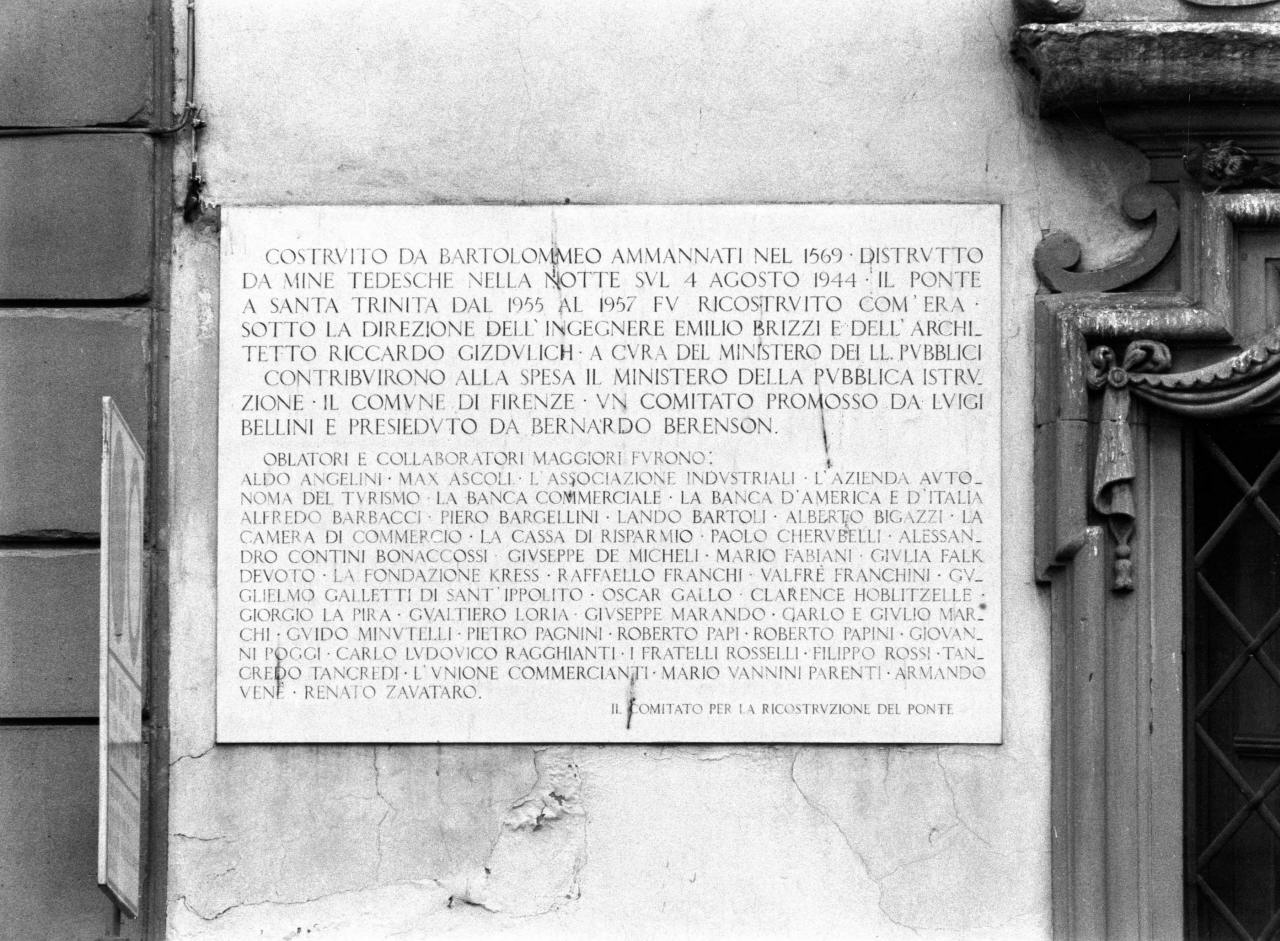 COSTRVITO DA BARTOLOMMEO AMMANNATI NEL 1569 · DISTRVTTO
DA MINE TEDESCHE NELLA NOTTE SVL 4 AGOSTO 1944 · IL PONTE
A SANTA TRINITA DAL 1955 AL 1957 FV RICOSTRVITO COM'ERA ·
SOTTO LA DIREZIONE DELL'INGEGNERE EMILIO BRIZZI E DELL'ARCHI_
TETTO RICCARDO GIZDVLICH · A CVRA DEL MINISTERO DEI LL. PVBBLICI
CONTRIBVIRONO ALLA SPESA IL MINISTERO DELLA PVBBLICA ISTRV_
ZIONE · IL COMVNE DI FIRENZE · VN COMITATO PROMOSSO DA LVIGI
BELLINI E PRESIEDVTO DA BERNARDO BERENSON.
OBLATORI E COLLABORATORI MAGGIORI FVRONO:
ALDO ANGELINI · MAX ASCOLI · L'ASSOCIAZIONE INDVSTRIALI · L'AZIENDA AVTO_
NOMA DEL TVRISMO · LA BANCA COMMERCIALE · LA BANCA D'AMERICA E D'ITALIA
ALFREDO BARBACCI · PIERO BARGELLINI · LANDO BARTOLI · ALBERTO BIGAZZI · LA
CAMERA DI COMMERCIO · LA CASSA DI RISPARMIO · PAOLO CHERVBELLI · ALESSAN_
DRO CONTINI BONACCOSSI · GIVSEPPE DE MICHELI · MARIO FABIANI · GIVLIA FALK
DEVOTO · LA FONDAZIONE KRESS · RAFFAELLO FRANCHI · VALFRÈ FRANCHINI · GV_
GLIELMO GALLETTI DI SANT'IPPOLITO · OSCAR GALLO · CLARENCE HOBLITZELLE ·
GIORGIO LA PIRA · GVALTIERO LORIA · GIVSEPPE MARANDO · CARLO E GIVLIO MAR_
CHI · GVIDO MINVTELLI · PIETRO PAGNINI · ROBERTO PAPI · ROBERTO PAPINI · GIOVAN_
NI POGGI · CARLO LVDOVICO RAGGHIANTI · I FRATELLI ROSSELLI · FILIPPO ROSSI · TAN_
CREDO TANCREDI · L'VNIONE COMMERCIANTI · MARIO VANNINI PARENTI · ARMANDO
VENÈ · RENATO ZAVATARO.
IL COMITATO PER LA RICOSTRVZIONE DEL PONTE